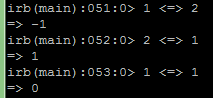 irb(main):051:0> 1 <=> 2
=> -1
irb(main):052:0> 2 <=> 1
=> 1
irb(main):053:0> 1 <=> 1
=> 0